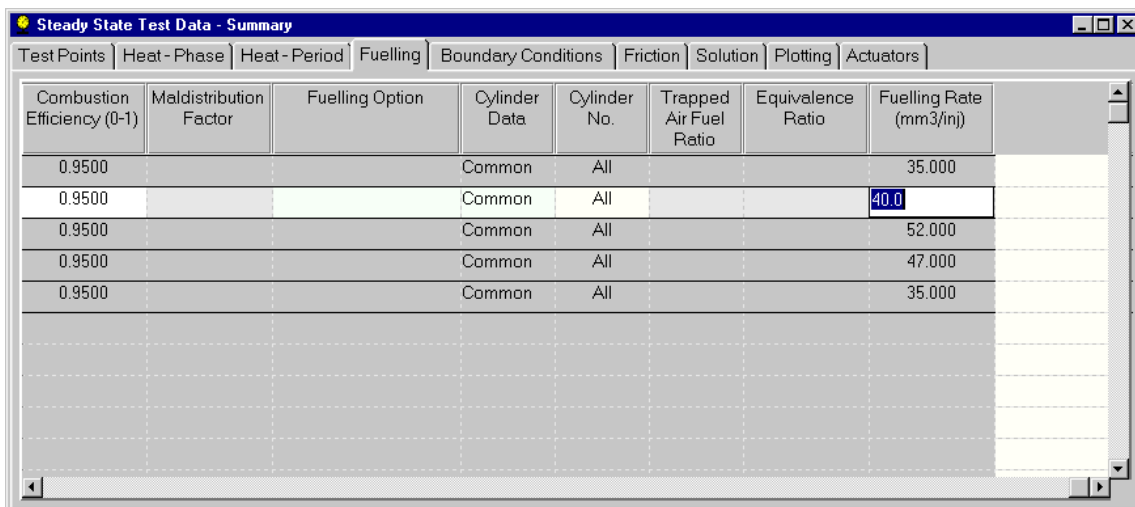 Steady State Test Data - Summary
Test Points Heat - Phase Heat - Period Fuelling Boundary Conditions Friction Solution Plotting Actuators
Combustion Maldistribution Fuelling Option Cylinder Cylinder Trapped Equivalence Fuelling Rate
Efficiency (0-1) Factor Data No. Air Fuel Ratio (mm3/inj)
Ratio
0.9500 Common All 35.000
0.9500 Common All 40.0
0.9500 Common All 52.000
0.9500 Common All 47.000
0.9500 Common All 35.000